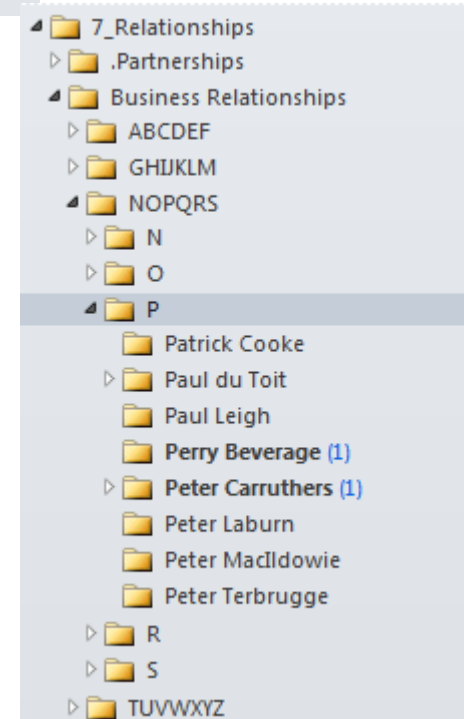 7_Relationships
.Partnerships
Business Relationships
ABCDEF
GHIJKLM
NOPQRS
N
O
P
Patrick Cooke
Paul du Toit
Paul Leigh
Perry Beverage (1)
Peter Carruthers (1)
Peter Laburn
Peter MacIldowie
Peter Terbrugge
R
S
TUVWXYZ